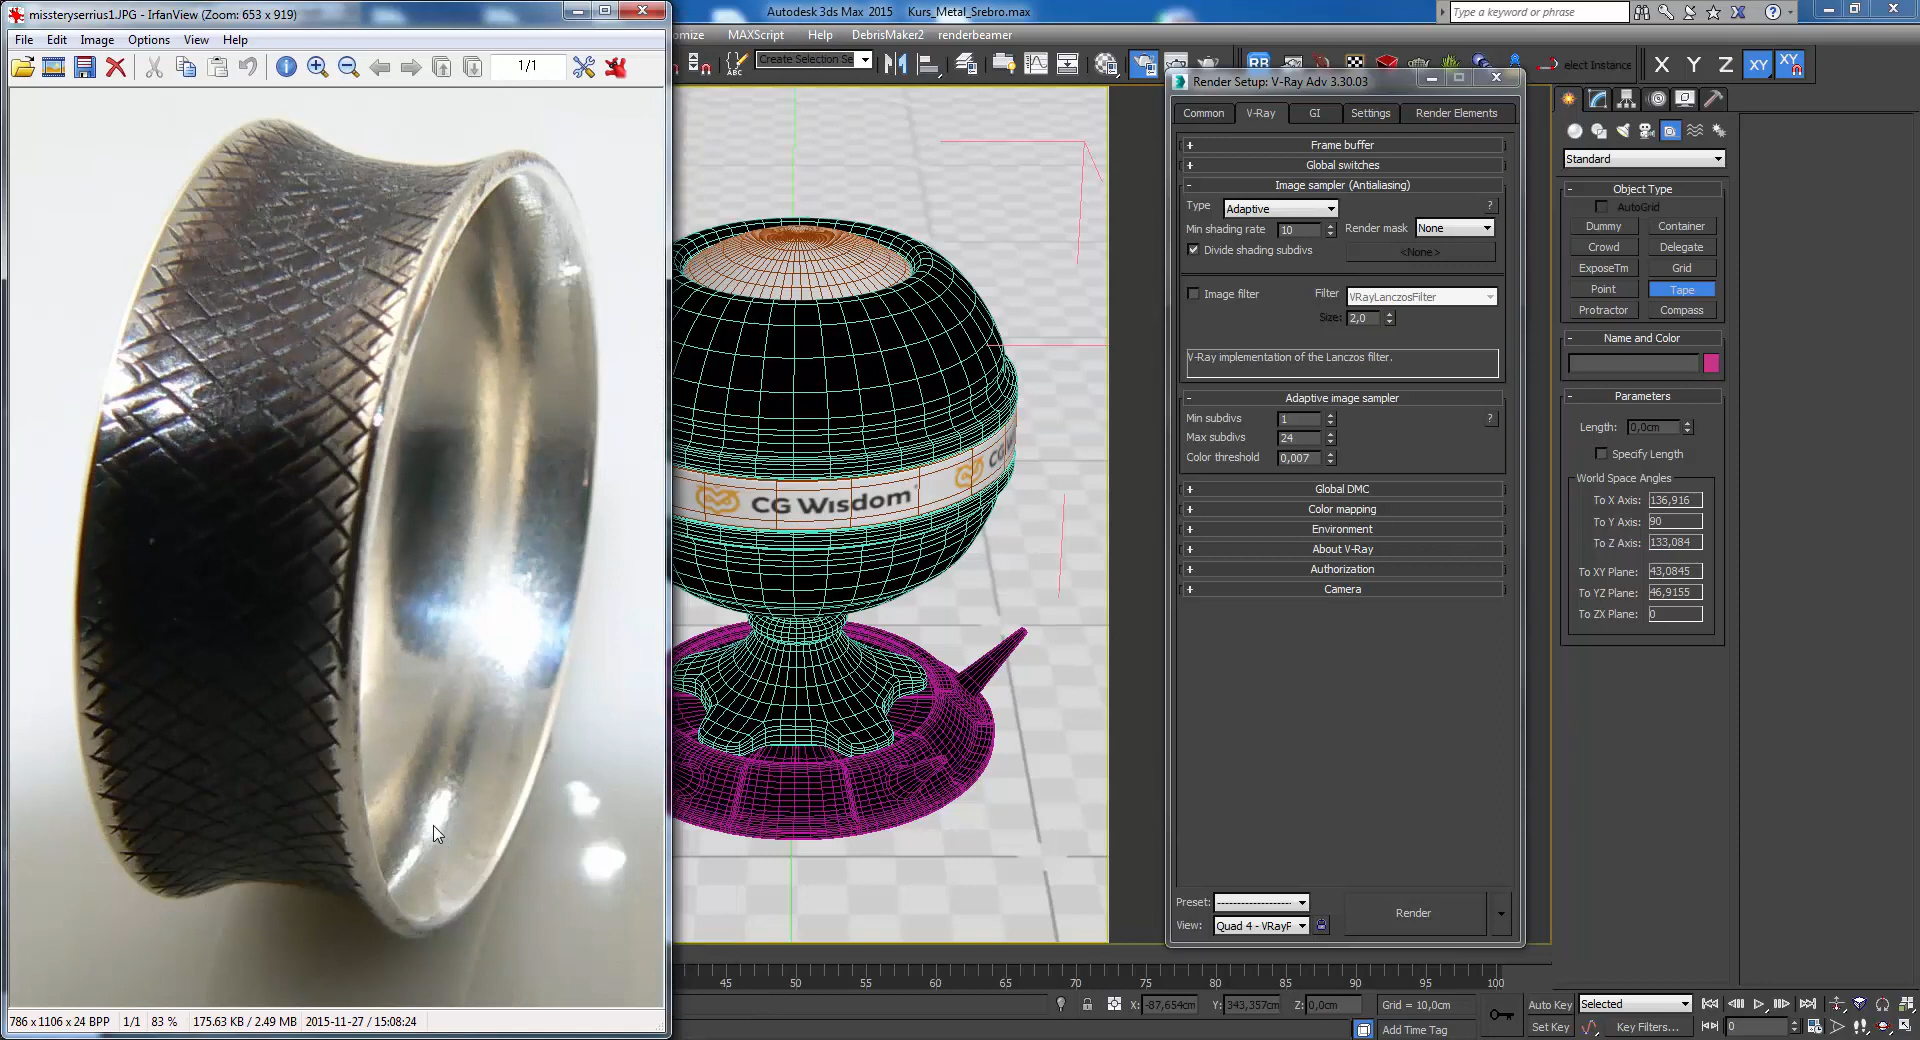 missteryserrius1.JPG - IrfanView (Zoom: 653 x 919)
File Edit Image Options View Help
1/1
786 x 1106 x 24 BPP 1/1 83 % 175.63 KB / 2.49 MB 2015-11-27 / 15:08:24
Autodesk 3ds Max 2015 Kurs_Metal_Srebro.max
Type a keyword or phrase
omize MAXScript Help DebrisMaker2 renderbeamer
ABC
Create Selection Se
RB
elect Instance
X Y Z XY XY
CG Wisdom
Render Setup: V-Ray Adv 3.30.03
Common V-Ray GI Settings Render Elements
+ Frame buffer
+ Global switches
- Image sampler (Antialiasing)
Type Adaptive ?
Min shading rate 10 Render mask None
Divide shading subdivs <None>
Image filter Filter VRayLanczosFilter
Size: 2,0
V-Ray implementation of the Lanczos filter.
- Adaptive image sampler
Min subdivs 1 ?
Max subdivs 24
Color threshold 0,007
+ Global DMC
+ Color mapping
+ Environment
+ About V-Ray
+ Authorization
+ Camera
Preset: --------------------
View: Quad 4 - VRayF
Render
Standard
- Object Type
AutoGrid
Dummy Container
Crowd Delegate
ExposeTm Grid
Point Tape
Protractor Compass
- Name and Color
- Parameters
Length: 0,0cm
Specify Length
World Space Angles
To X Axis: 136,916
To Y Axis: 90
To Z Axis: 133,084
To XY Plane: 43,0845
To YZ Plane: 46,9155
To ZX Plane: 0
45 50 55 60 65 70 75 80 85 90 95 100
X: -87,654cm Y: 343,357cm Z: 0,0cm Grid = 10,0cm
Auto Key Selected
Add Time Tag
Set Key Key Filters... 0